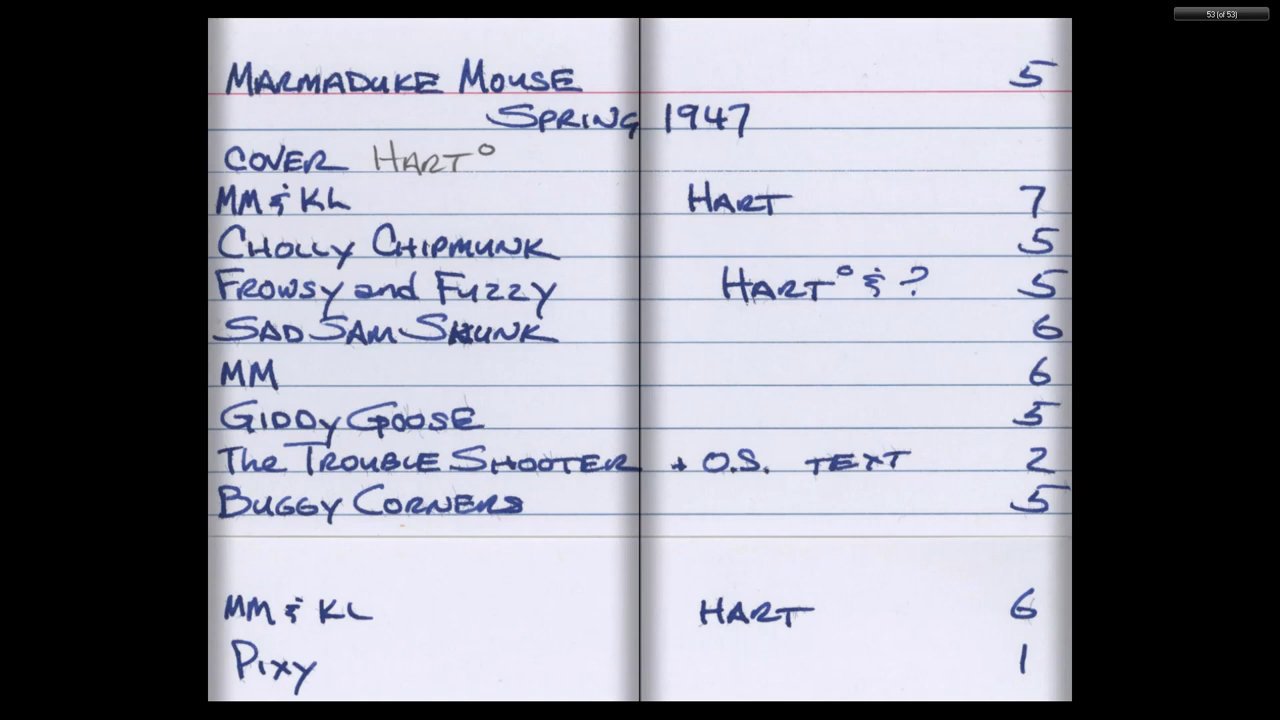 53 (of 53)
MARMADUKE MOUSE 5
SPRING 1947
COVER HART°
MM & KL HART 7
CHOLLY CHIPMUNK 5
FROWSY and FUZZY HART° & ? 5
SAD SAM SKUNK 6
MM 6
GIDDY GOOSE 5
The TROUBLE SHOOTER + O.S. TEXT 2
BUGGY CORNERS 5
MM & KL HART 6
PIXY 1